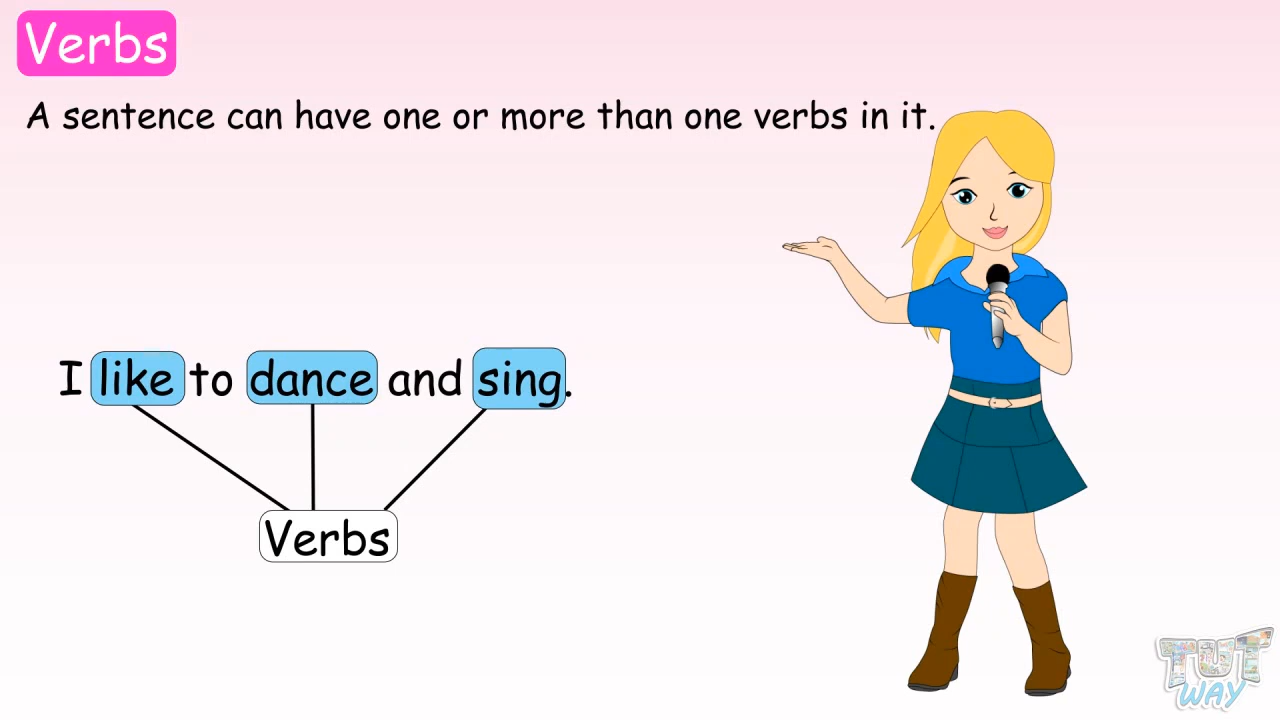 Verbs
A sentence can have one or more than one verbs in it.
I like to dance and sing.
Verbs
TUT
WAY